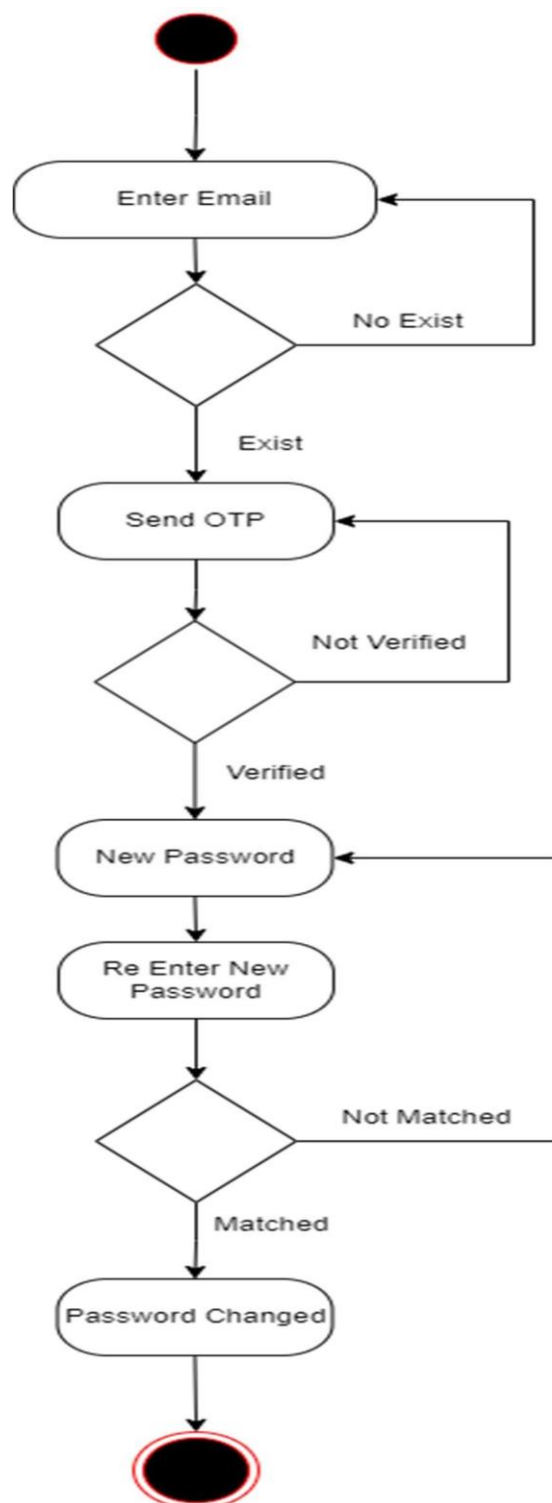 Enter Email
No Exist
Exist
Send OTP
Not Verified
Verified
New Password
Re Enter New
Password
Not Matched
Matched
Password Changed